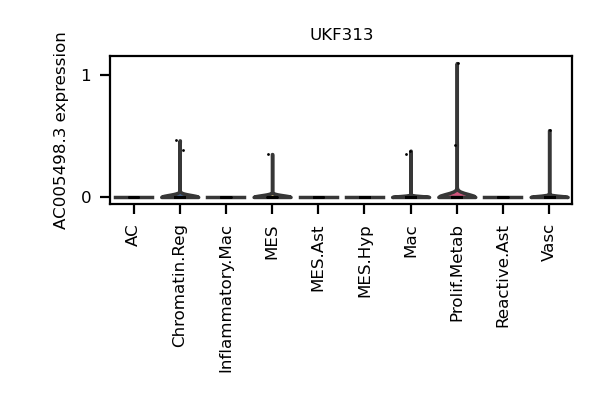 UKF313
AC005498.3 expression
1
0
AC
Chromatin.Reg
Inflammatory.Mac
MES
MES.Ast
MES.Hyp
Mac
Prolif.Metab
Reactive.Ast
Vasc